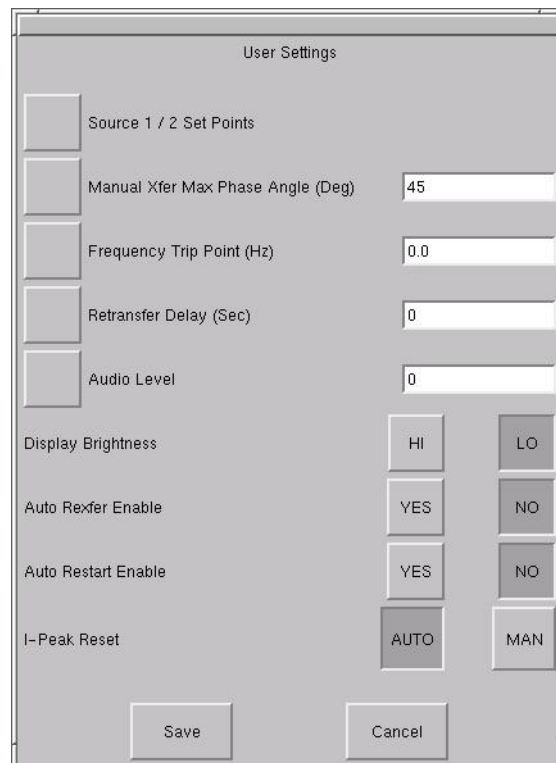 User Settings
Source 1 / 2 Set Points
Manual Xfer Max Phase Angle (Deg) 45
Frequency Trip Point (Hz) 0.0
Retransfer Delay (Sec) 0
Audio Level 0
Display Brightness HI LO
Auto Rexfer Enable YES NO
Auto Restart Enable YES NO
I-Peak Reset AUTO MAN
Save Cancel